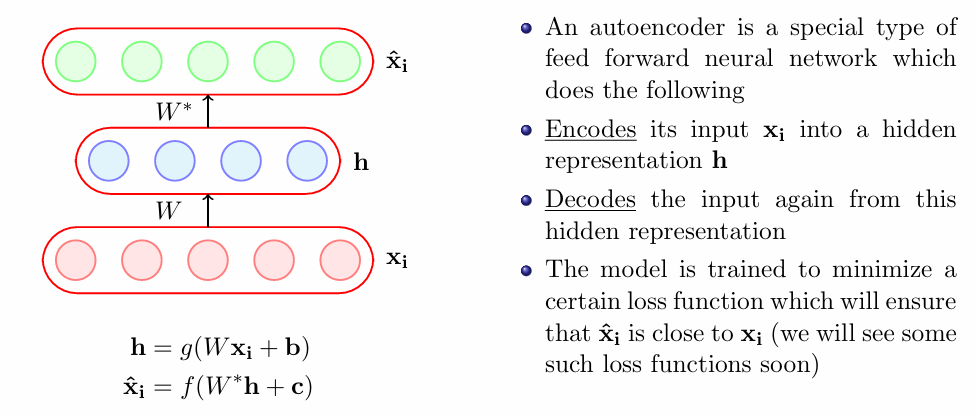 x̂ᵢ
W*
h
W
xᵢ
h = g(Wxᵢ + b)
x̂ᵢ = f(W*h + c)
An autoencoder is a special type of
feed forward neural network which
does the following
Encodes its input xᵢ into a hidden
representation h
Decodes the input again from this
hidden representation
The model is trained to minimize a
certain loss function which will ensure
that x̂ᵢ is close to xᵢ (we will see some
such loss functions soon)